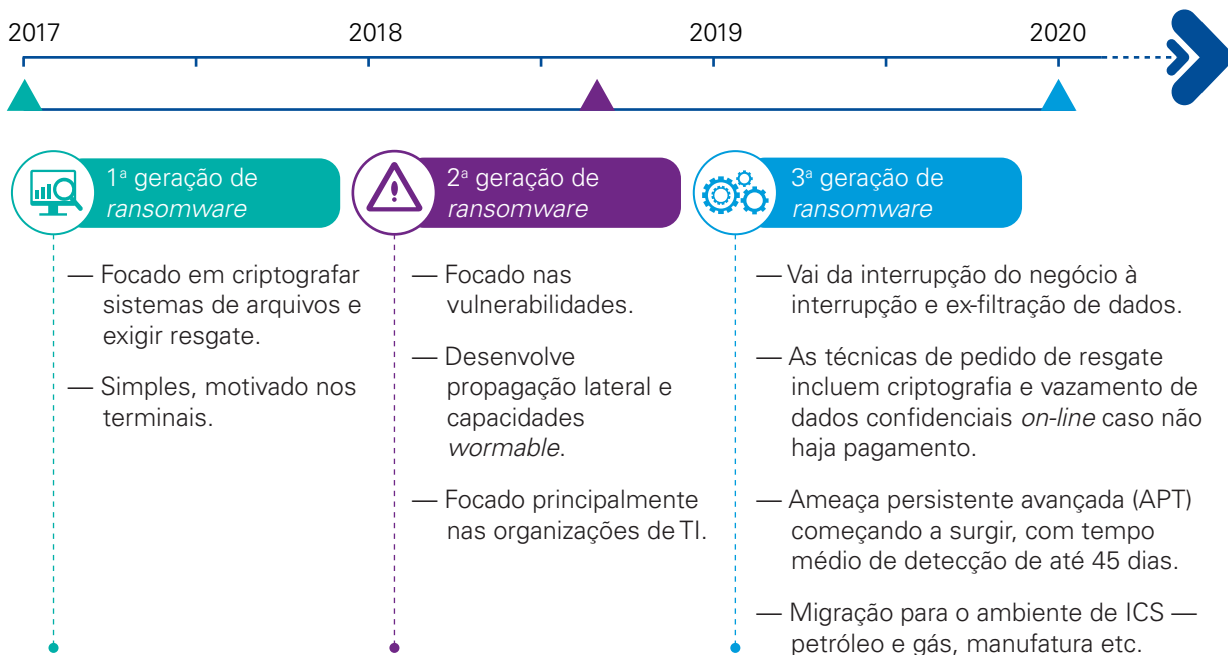 2017 2018 2019 2020
1ª geração de
ransomware
— Focado em criptografar
sistemas de arquivos e
exigir resgate.
— Simples, motivado nos
terminais.
2ª geração de
ransomware
— Focado nas
vulnerabilidades.
— Desenvolve
propagação lateral e
capacidades
wormable.
— Focado principalmente
nas organizações de TI.
3ª geração de
ransomware
— Vai da interrupção do negócio à
interrupção e ex-filtração de dados.
— As técnicas de pedido de resgate
incluem criptografia e vazamento de
dados confidenciais on-line caso não
haja pagamento.
— Ameaça persistente avançada (APT)
começando a surgir, com tempo
médio de detecção de até 45 dias.
— Migração para o ambiente de ICS —
petróleo e gás, manufatura etc.